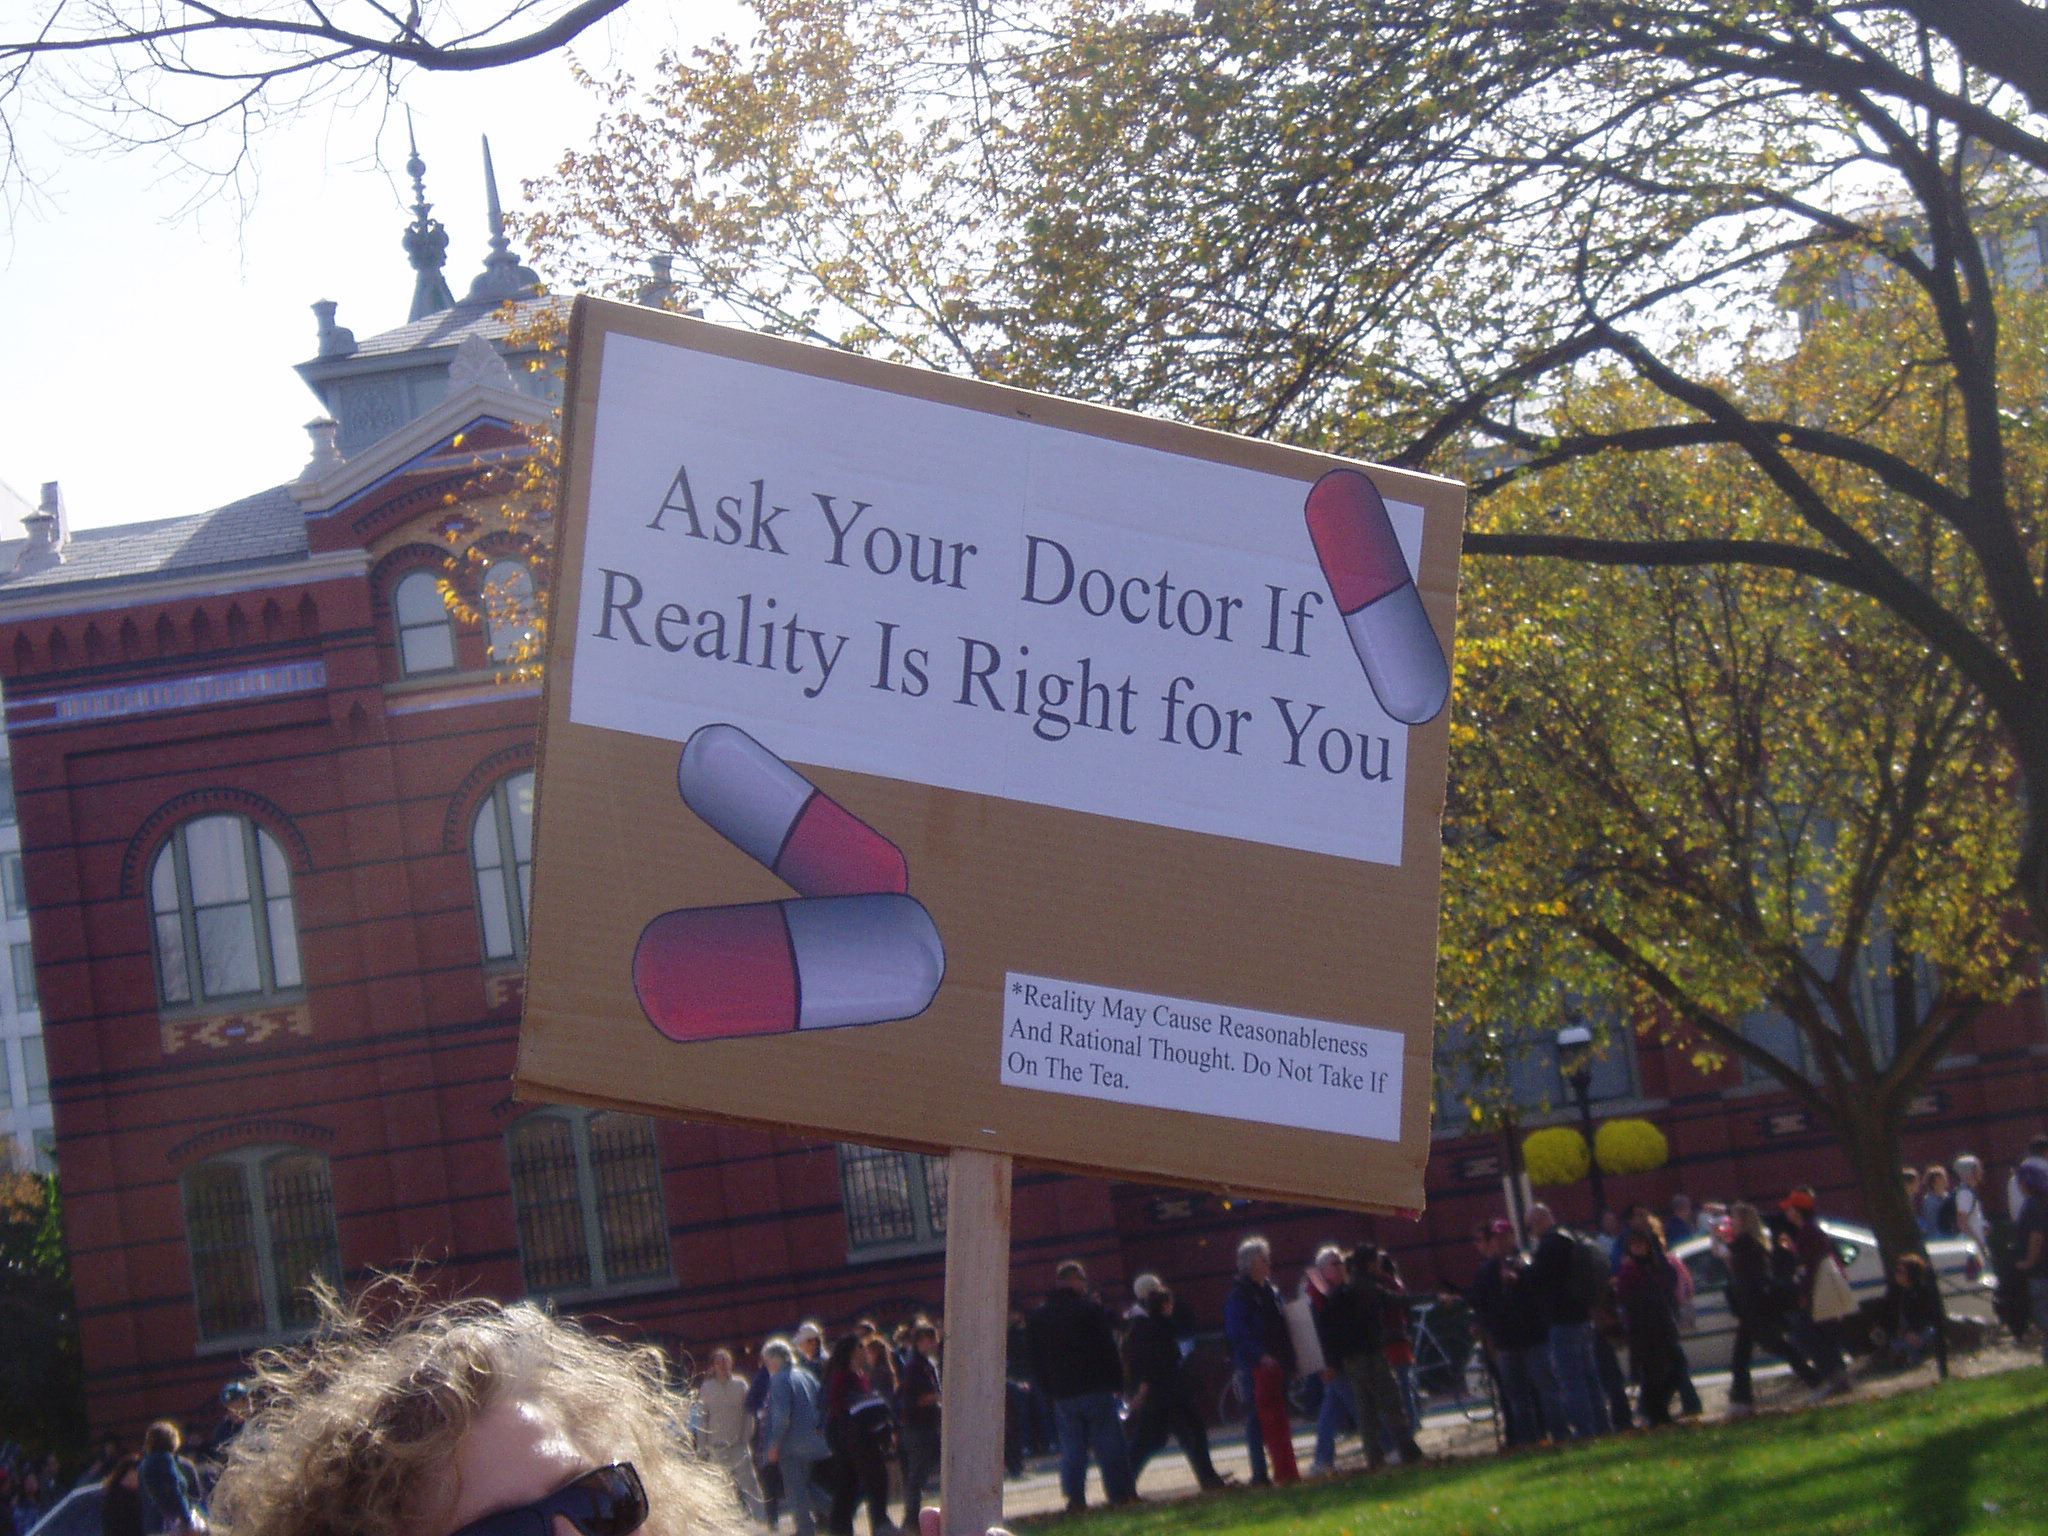 Ask Your Doctor If
Reality Is Right for You
*Reality May Cause Reasonableness
And Rational Thought. Do Not Take If
On The Tea.